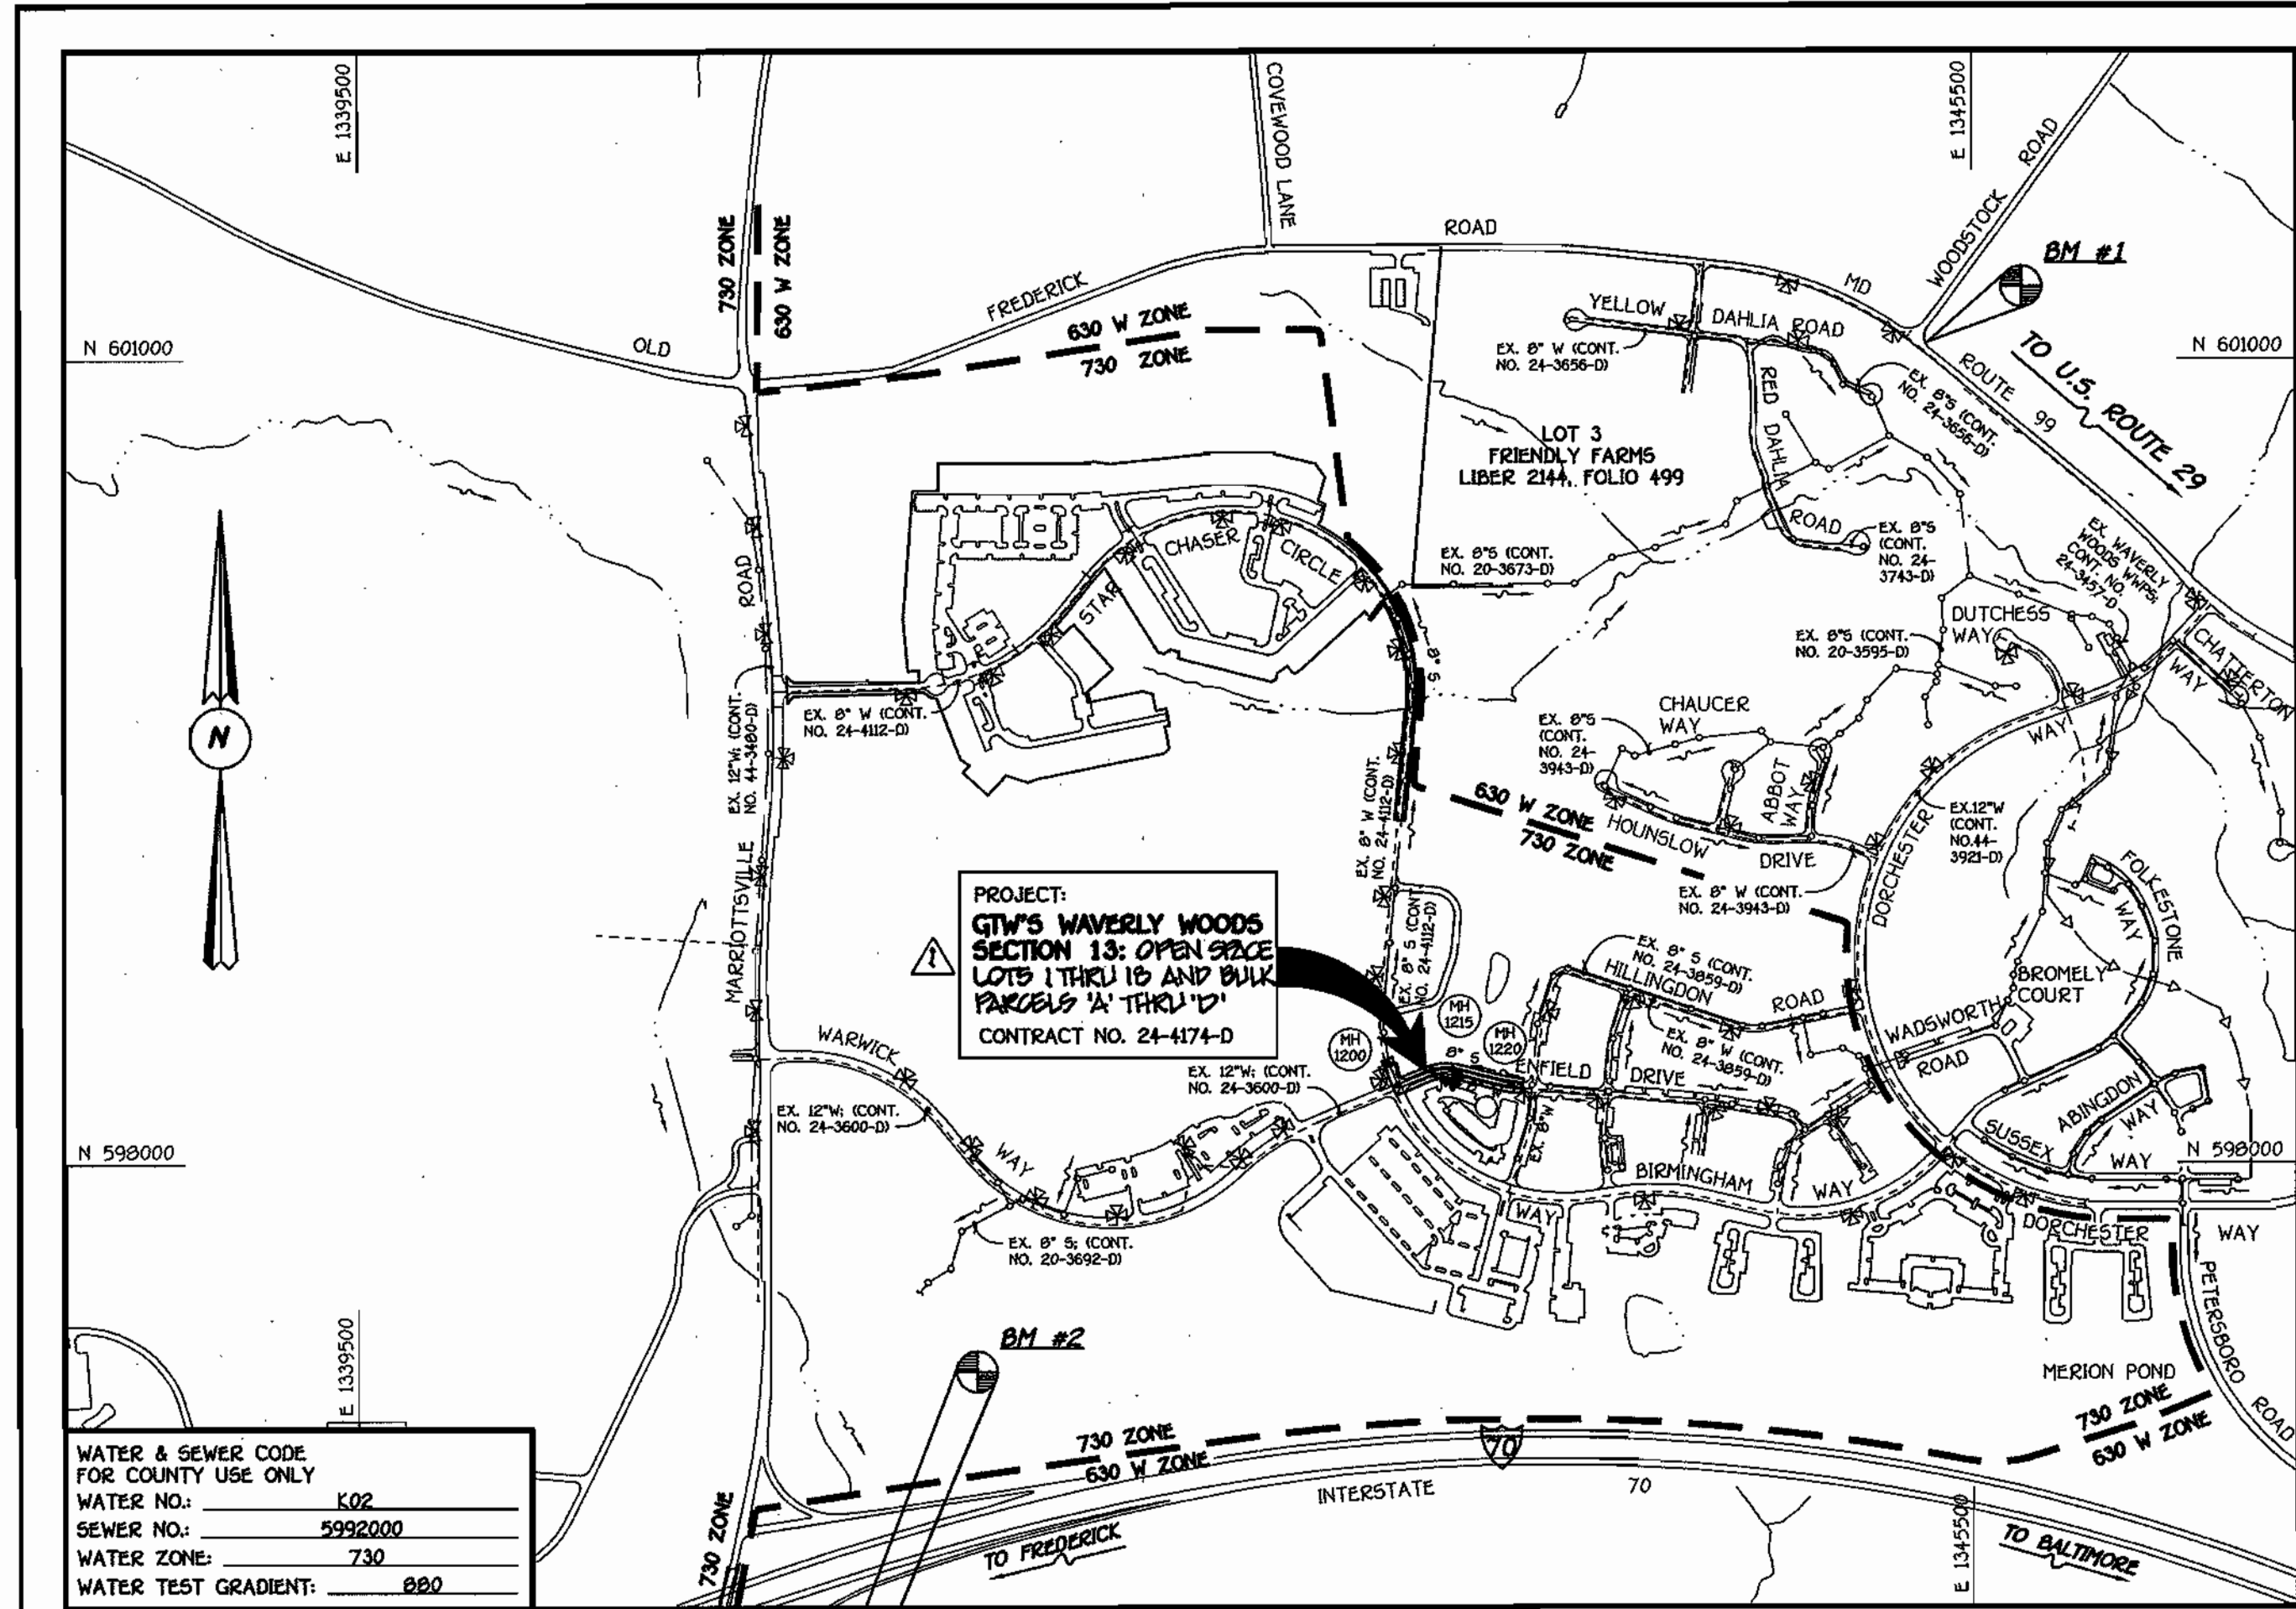 E 1339500
COVEWOOD LANE
E 1345500
WOODSTOCK ROAD
730 ZONE
630 W ZONE
ROAD
BM #1
FREDERICK
MD
YELLOW DAHLIA ROAD
630 W ZONE
730 ZONE
N 601000
OLD
EX. 8" W (CONT.
NO. 24-3656-D)
ROUTE 99
TO U.S. ROUTE 29
N 601000
RED DAHLIA ROAD
EX. 8"S (CONT.
NO. 24-3656-D)
LOT 3
FRIENDLY FARMS
LIBER 2144, FOLIO 499
CHASER
CIRCLE
STAR
EX. 8"S (CONT.
NO. 20-3673-D)
EX. 8"S
(CONT.
NO. 24-
3743-D)
EX. WAVERLY
WOODS WWPS;
CONT. NO.
24-3457-D
ROAD
DUTCHESS
WAY
EX. 8"S (CONT.
NO. 20-3595-D)
CHATTERTON
WAY
8" S
EX. 12"W; (CONT.
NO. 44-3480-D)
EX. 8" W (CONT.
NO. 24-4112-D)
CHAUCER
WAY
EX. 8"S
(CONT.
NO. 24-
3943-D)
WAY
N
ABBOT
WAY
EX. 8" W (CONT.
NO. 24-4112-D)
630 W ZONE
730 ZONE
HOUNSLOW
DRIVE
DORCHESTER
EX.12"W
(CONT.
NO.44-
3921-D)
FOLKESTONE
WAY
MARRIOTTSVILLE
EX. 8" W (CONT.
NO. 24-3943-D)
PROJECT:
GTW'S WAVERLY WOODS
SECTION 13: OPEN SPACE
LOTS 1 THRU 18 AND BULK
PARCELS 'A' THRU 'D'
CONTRACT NO. 24-4174-D
1
EX. 8" S (CONT.
NO. 24-4112-D)
EX. 8" S (CONT.
NO. 24-3859-D)
HILLINGDON
ROAD
BROMELY
COURT
WADSWORTH
ROAD
MH
1215
MH
1220
MH
1200
WARWICK
WAY
8" S
ENFIELD
DRIVE
EX. 8" W (CONT.
NO. 24-3859-D)
EX. 12"W; (CONT.
NO. 24-3600-D)
EX. 12"W; (CONT.
NO. 24-3600-D)
EX. 8"W
ABINGDON
WAY
SUSSEX
WAY
N 598000
N 598000
BIRMINGHAM
WAY
WAY
DORCHESTER
WAY
EX. 8" S; (CONT.
NO. 20-3692-D)
PETERSBORO
ROAD
BM #2
E 1339500
MERION POND
730 ZONE
630 W ZONE
730 ZONE
630 W ZONE
70
INTERSTATE
70
730 ZONE
TO FREDERICK
E 1345500
TO BALTIMORE
WATER & SEWER CODE
FOR COUNTY USE ONLY
WATER NO.: K02
SEWER NO.: 5992000
WATER ZONE: 730
WATER TEST GRADIENT: 880